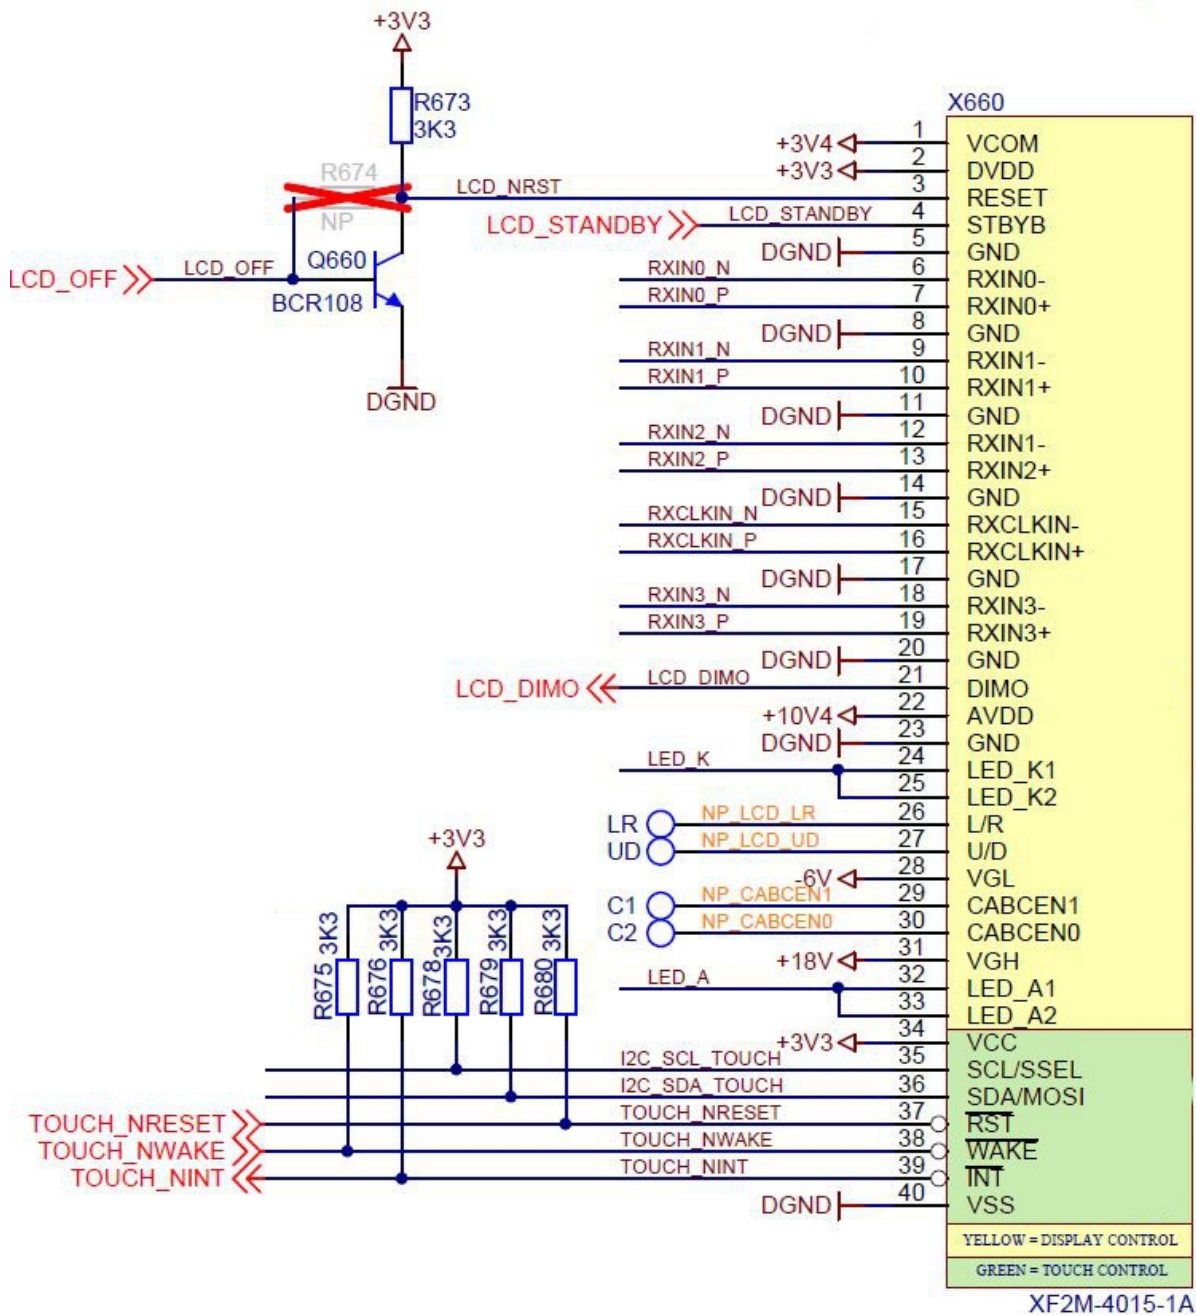 +3V3
R673
3K3
X660
R674
NP
LCD_NRST
LCD_STANDBY
LCD_STANDBY
LCD_OFF
LCD_OFF
Q660
BCR108
DGND
+3V4 1 VCOM
+3V3 2 DVDD
3 RESET
4 STBYB
DGND 5 GND
RXIN0_N 6 RXIN0-
RXIN0_P 7 RXIN0+
DGND 8 GND
RXIN1_N 9 RXIN1-
RXIN1_P 10 RXIN1+
DGND 11 GND
RXIN2_N 12 RXIN1-
RXIN2_P 13 RXIN2+
DGND 14 GND
RXCLKIN_N 15 RXCLKIN-
RXCLKIN_P 16 RXCLKIN+
DGND 17 GND
RXIN3_N 18 RXIN3-
RXIN3_P 19 RXIN3+
DGND 20 GND
LCD_DIMO LCD_DIMO 21 DIMO
+10V4 22 AVDD
DGND 23 GND
LED_K 24 LED_K1
25 LED_K2
LR NP_LCD_LR 26 L/R
UD NP_LCD_UD 27 U/D
-6V 28 VGL
C1 NP_CABCEN1 29 CABCEN1
C2 NP_CABCEN0 30 CABCEN0
+18V 31 VGH
LED_A 32 LED_A1
33 LED_A2
+3V3 34 VCC
+3V3
R675 3K3
R676 3K3
R678 3K3
R679 3K3
R680 3K3
I2C_SCL_TOUCH 35 SCL/SSEL
I2C_SDA_TOUCH 36 SDA/MOSI
TOUCH_NRESET TOUCH_NRESET 37 RST
TOUCH_NWAKE TOUCH_NWAKE 38 WAKE
TOUCH_NINT TOUCH_NINT 39 INT
DGND 40 VSS
YELLOW = DISPLAY CONTROL
GREEN = TOUCH CONTROL
XF2M-4015-1A